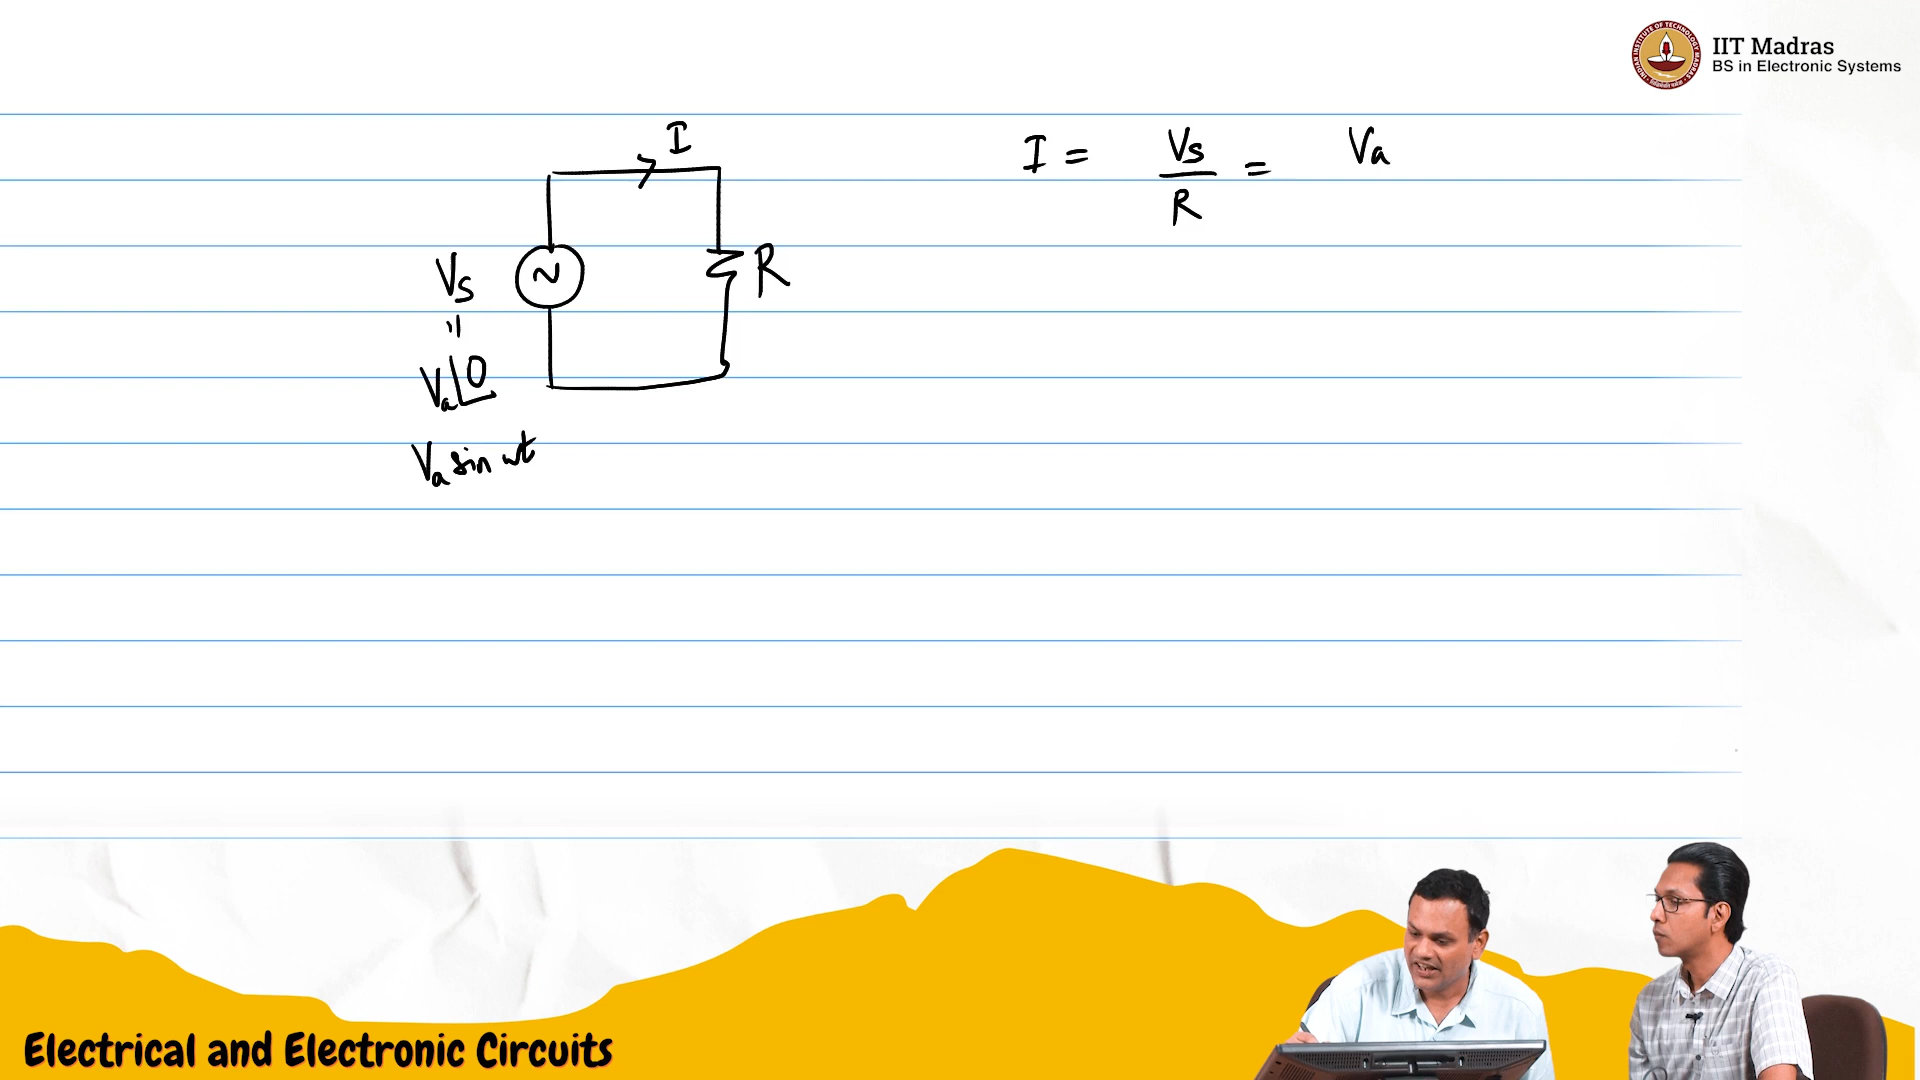 IIT Madras
BS in Electronic Systems
I
I = Vs/R = Va
Vs
R
=
Va∠0
Va sin ωt
Electrical and Electronic Circuits